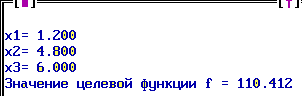 x1= 1.200
x2= 4.800
x3= 6.000
Значение целевой функции f = 110.412